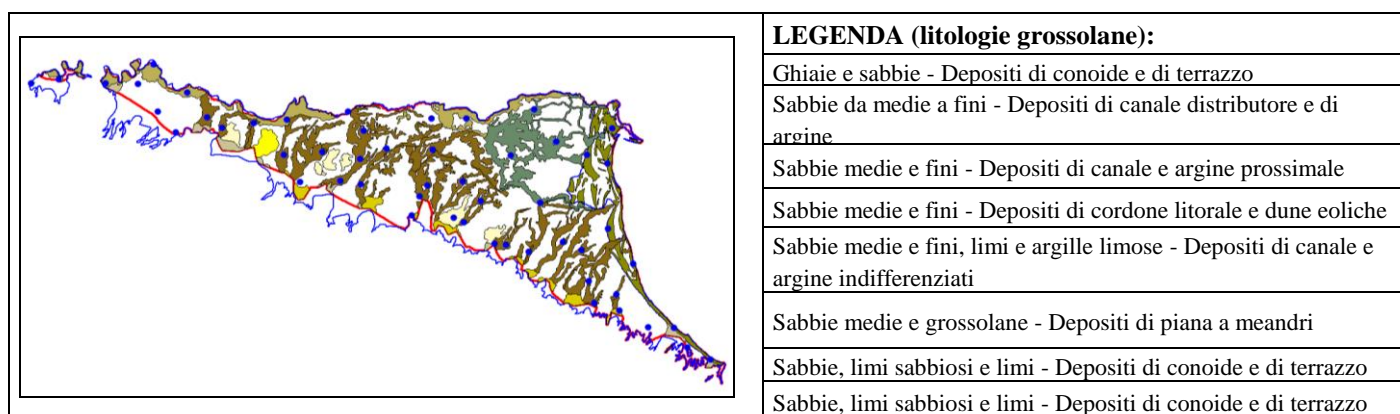 LEGENDA (litologie grossolane):
Ghiaie e sabbie - Depositi di conoide e di terrazzo
Sabbie da medie a fini - Depositi di canale distributore e di
argine
Sabbie medie e fini - Depositi di canale e argine prossimale
Sabbie medie e fini - Depositi di cordone litorale e dune eoliche
Sabbie medie e fini, limi e argille limose - Depositi di canale e
argine indifferenziati
Sabbie medie e grossolane - Depositi di piana a meandri
Sabbie, limi sabbiosi e limi - Depositi di conoide e di terrazzo
Sabbie, limi sabbiosi e limi - Depositi di conoide e di terrazzo